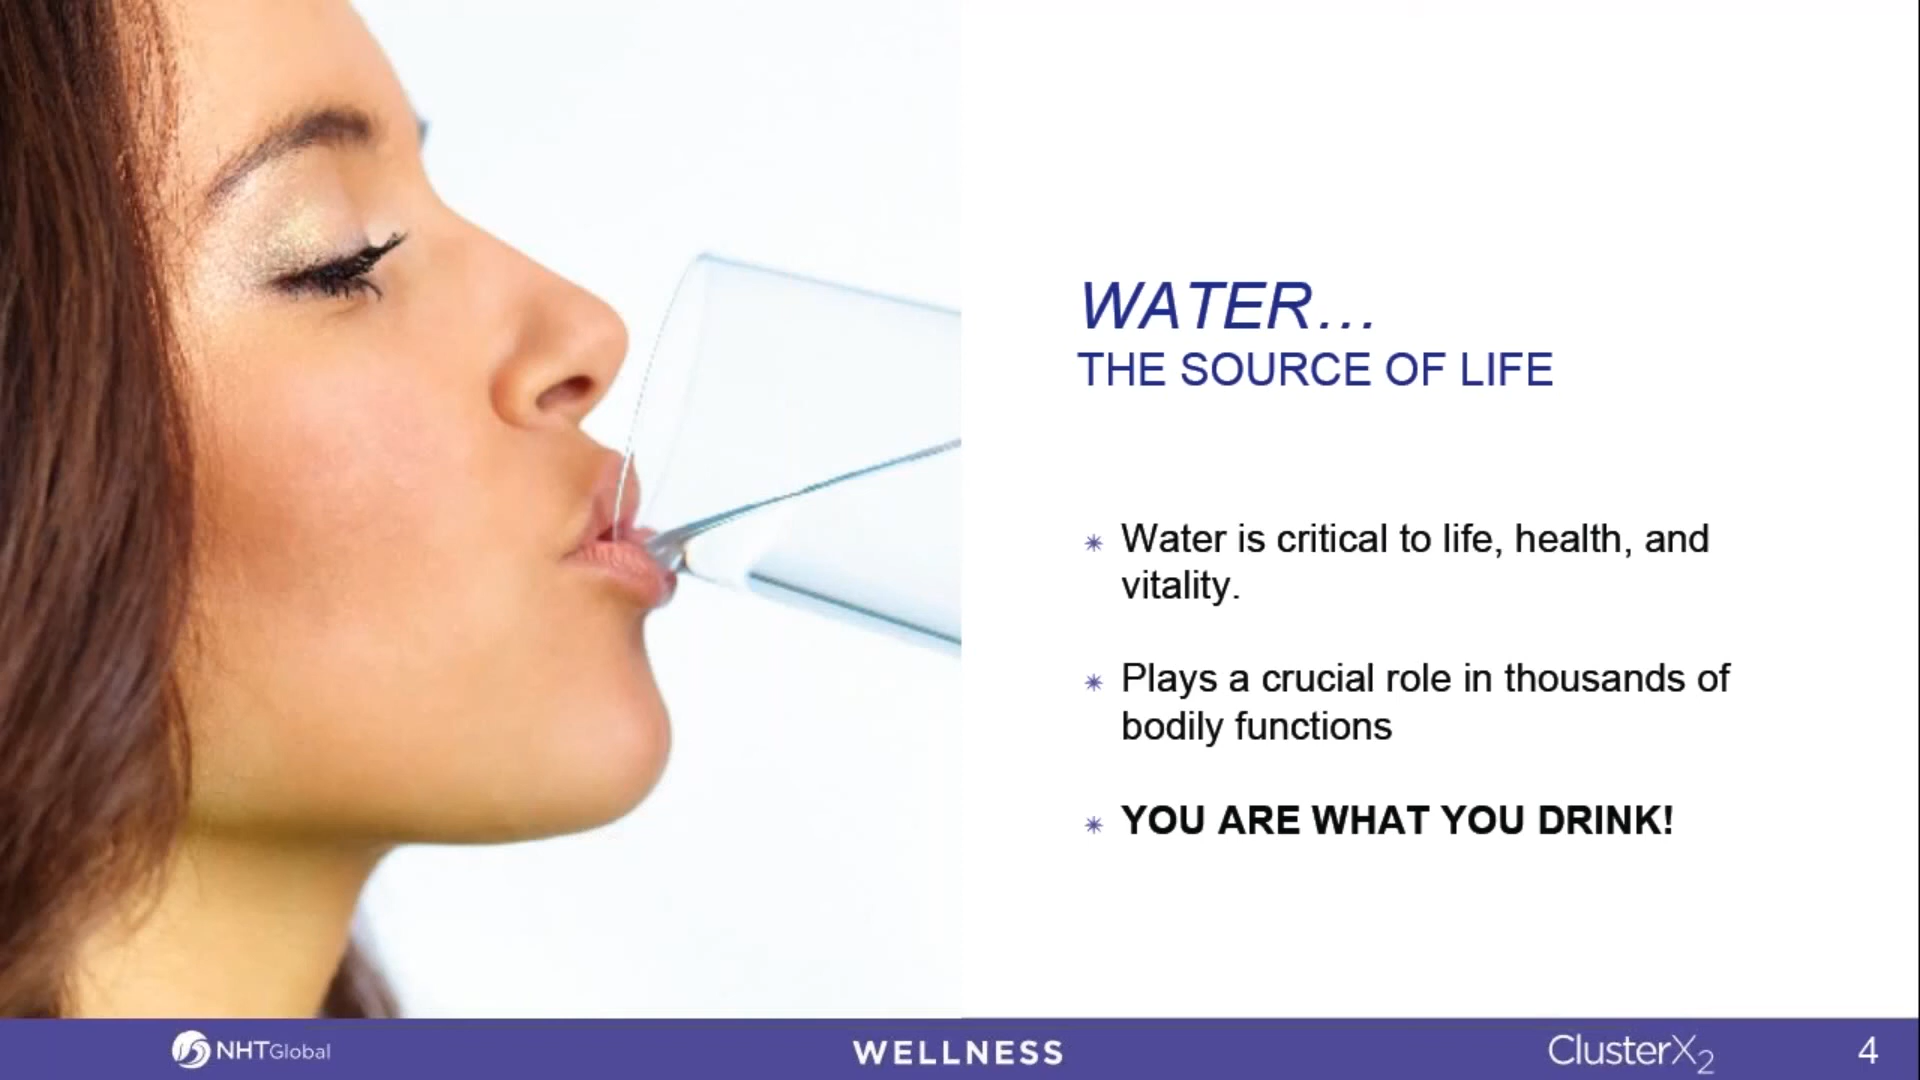 WATER...
THE SOURCE OF LIFE
Water is critical to life, health, and
vitality.
Plays a crucial role in thousands of
bodily functions
YOU ARE WHAT YOU DRINK!
NHTGlobal
WELLNESS
ClusterX₂
4